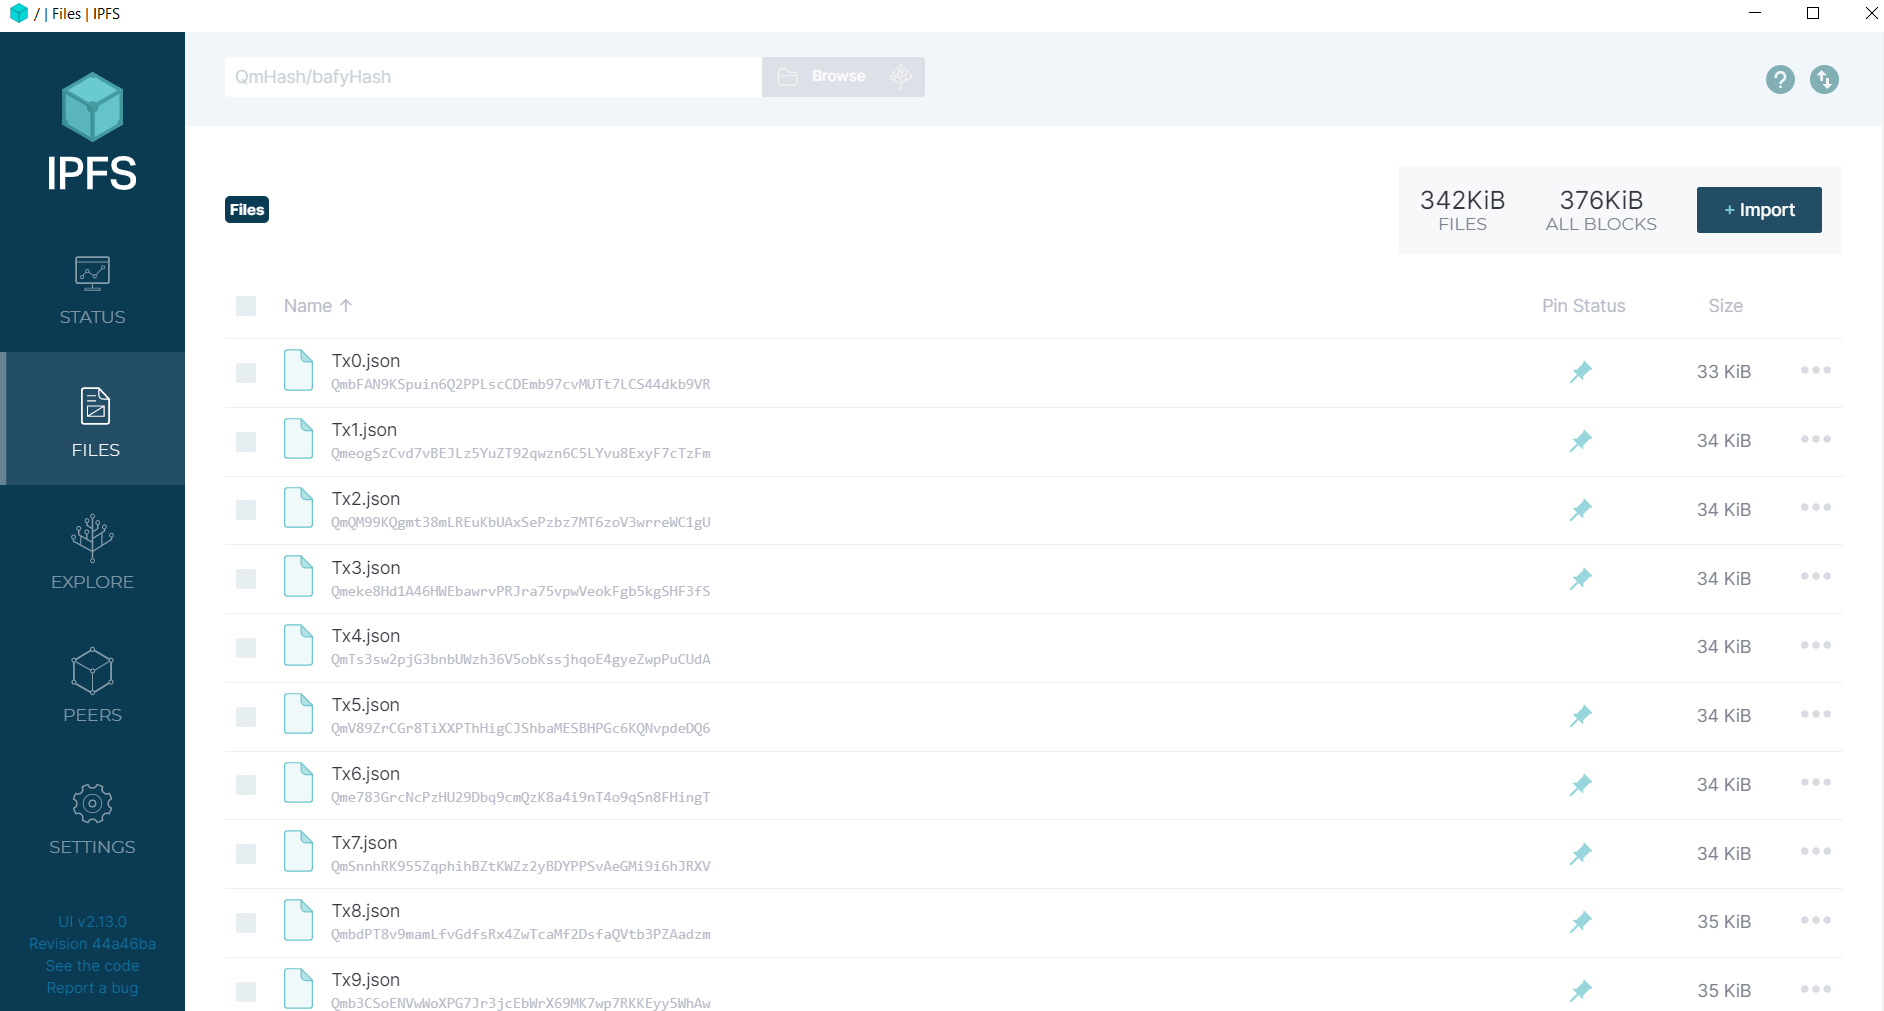 / | Files | IPFS
QmHash/bafyHash
Browse
IPFS
Files
342KiB
FILES
376KiB
ALL BLOCKS
+ Import
STATUS
FILES
EXPLORE
PEERS
SETTINGS
UI v2.13.0
Revision 44a46ba
See the code
Report a bug
Name ↑ Pin Status Size
Tx0.json
QmbFAN9KSpuin6Q2PPLscCDEmb97cvMUTt7LCS44dkb9VR
33 KiB
Tx1.json
QmeogSzCvd7vBEJLz5YuZT92qwzn6C5LYvu8ExyF7cTzFm
34 KiB
Tx2.json
QmQM99KQgmt38mLREuKbUAxSePzbz7MT6zoV3wrreWC1gU
34 KiB
Tx3.json
Qmeke8Hd1A46HWEbawrvPRJra75vpwVeokFgb5kgSHF3fS
34 KiB
Tx4.json
QmTs3sw2pjG3bnbUWzh36V5obKssjhqoE4gyeZwpPuCUdA
34 KiB
Tx5.json
QmV89ZrCGr8TiXXPThHigCJShbaMESBHPGc6KQNvpdeDQ6
34 KiB
Tx6.json
Qme783GrcNcPzHU29Dbq9cmQzK8a4i9nT4o9qSn8FHingT
34 KiB
Tx7.json
QmSnnhRK955ZqphihBZtKWZz2yBDYPPSvAeGMi9i6hJRXV
34 KiB
Tx8.json
QmbdPT8v9mamLfvGdfsRx4ZwTcaMf2DsfaQVtb3PZAadzm
35 KiB
Tx9.json
Qmb3CSoENVwWoXPG7Jr3jcEbWrX69MK7wp7RKKEyy5WhAw
35 KiB